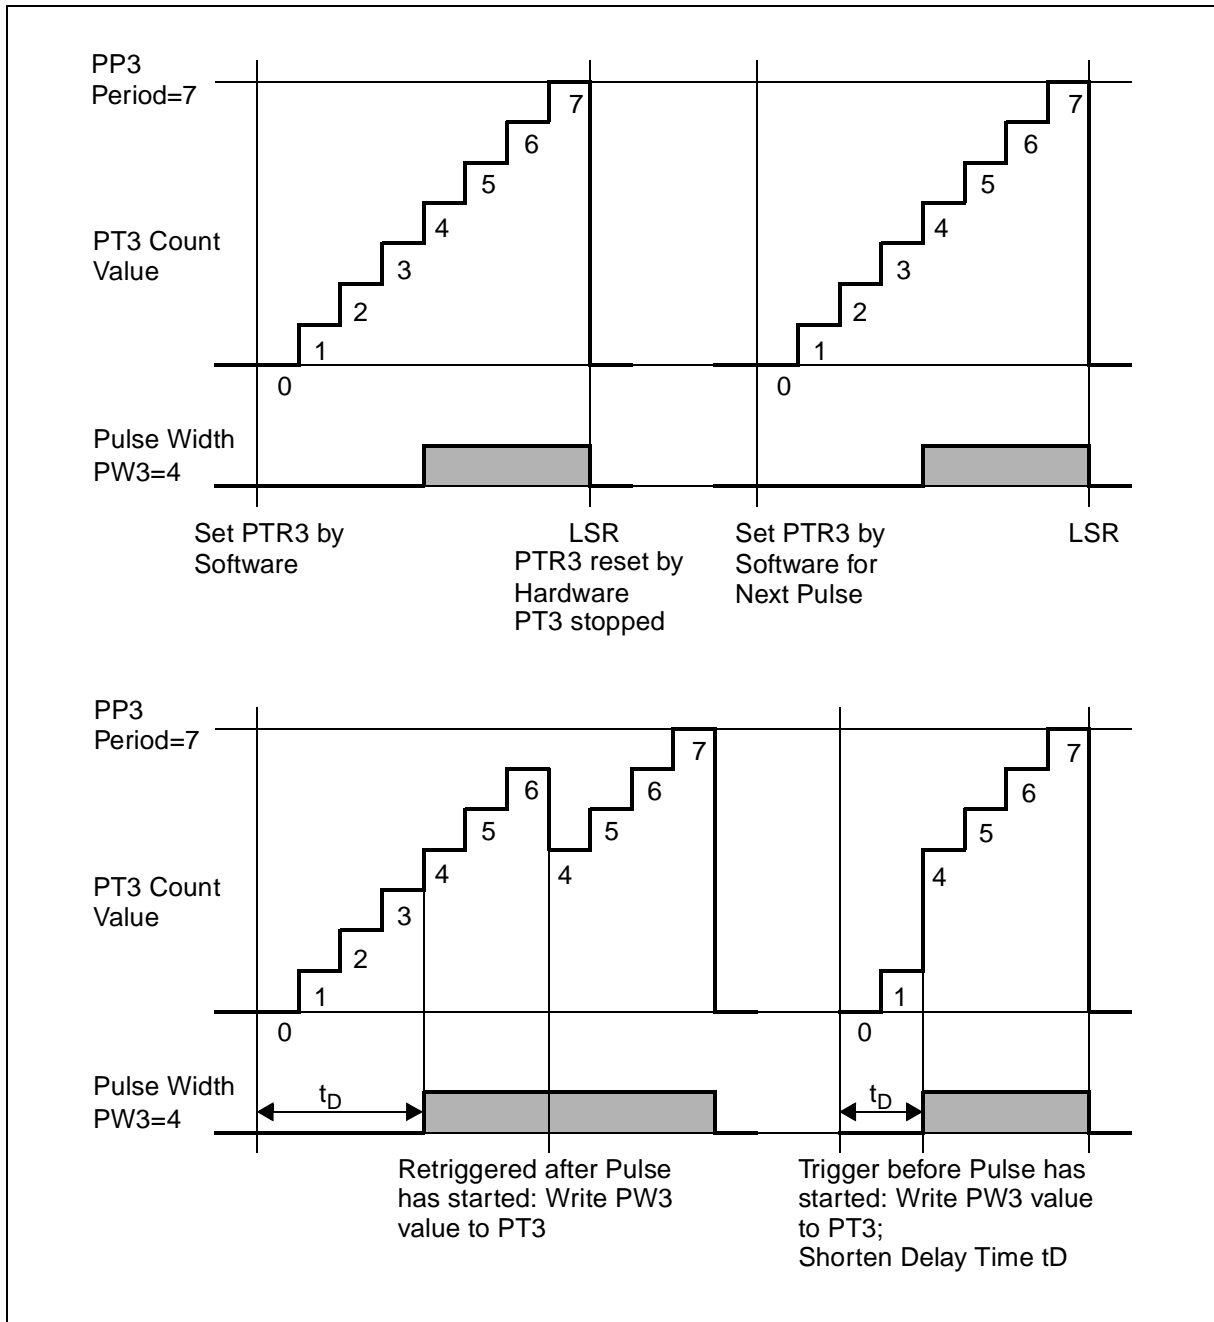 PP3
Period=7
7
7
6
6
5
5
4
4
PT3 Count
Value
3
3
2
2
1
1
0
0
Pulse Width
PW3=4
Set PTR3 by
Software
LSR
PTR3 reset by
Hardware
PT3 stopped
Set PTR3 by
Software for
Next Pulse
LSR
PP3
Period=7
7
7
6
6
6
5
5
5
4
4
4
PT3 Count
Value
3
2
1
1
0
0
Pulse Width
PW3=4
tD
tD
Retriggered after Pulse
has started: Write PW3
value to PT3
Trigger before Pulse has
started: Write PW3 value
to PT3;
Shorten Delay Time tD